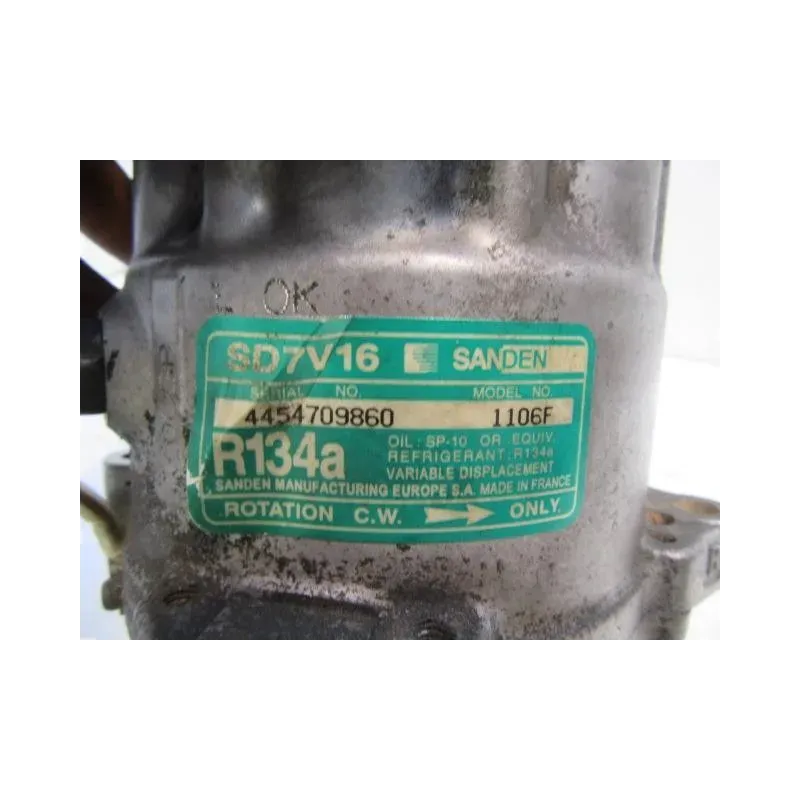 OK
SD7V16 SANDEN
SERIAL NO. MODEL NO.
4454709860 1106F
R134a
OIL: SP-10 OR EQUIV.
REFRIGERANT: R134a
VARIABLE DISPLACEMENT
SANDEN MANUFACTURING EUROPE S.A. MADE IN FRANCE
ROTATION C.W. ONLY